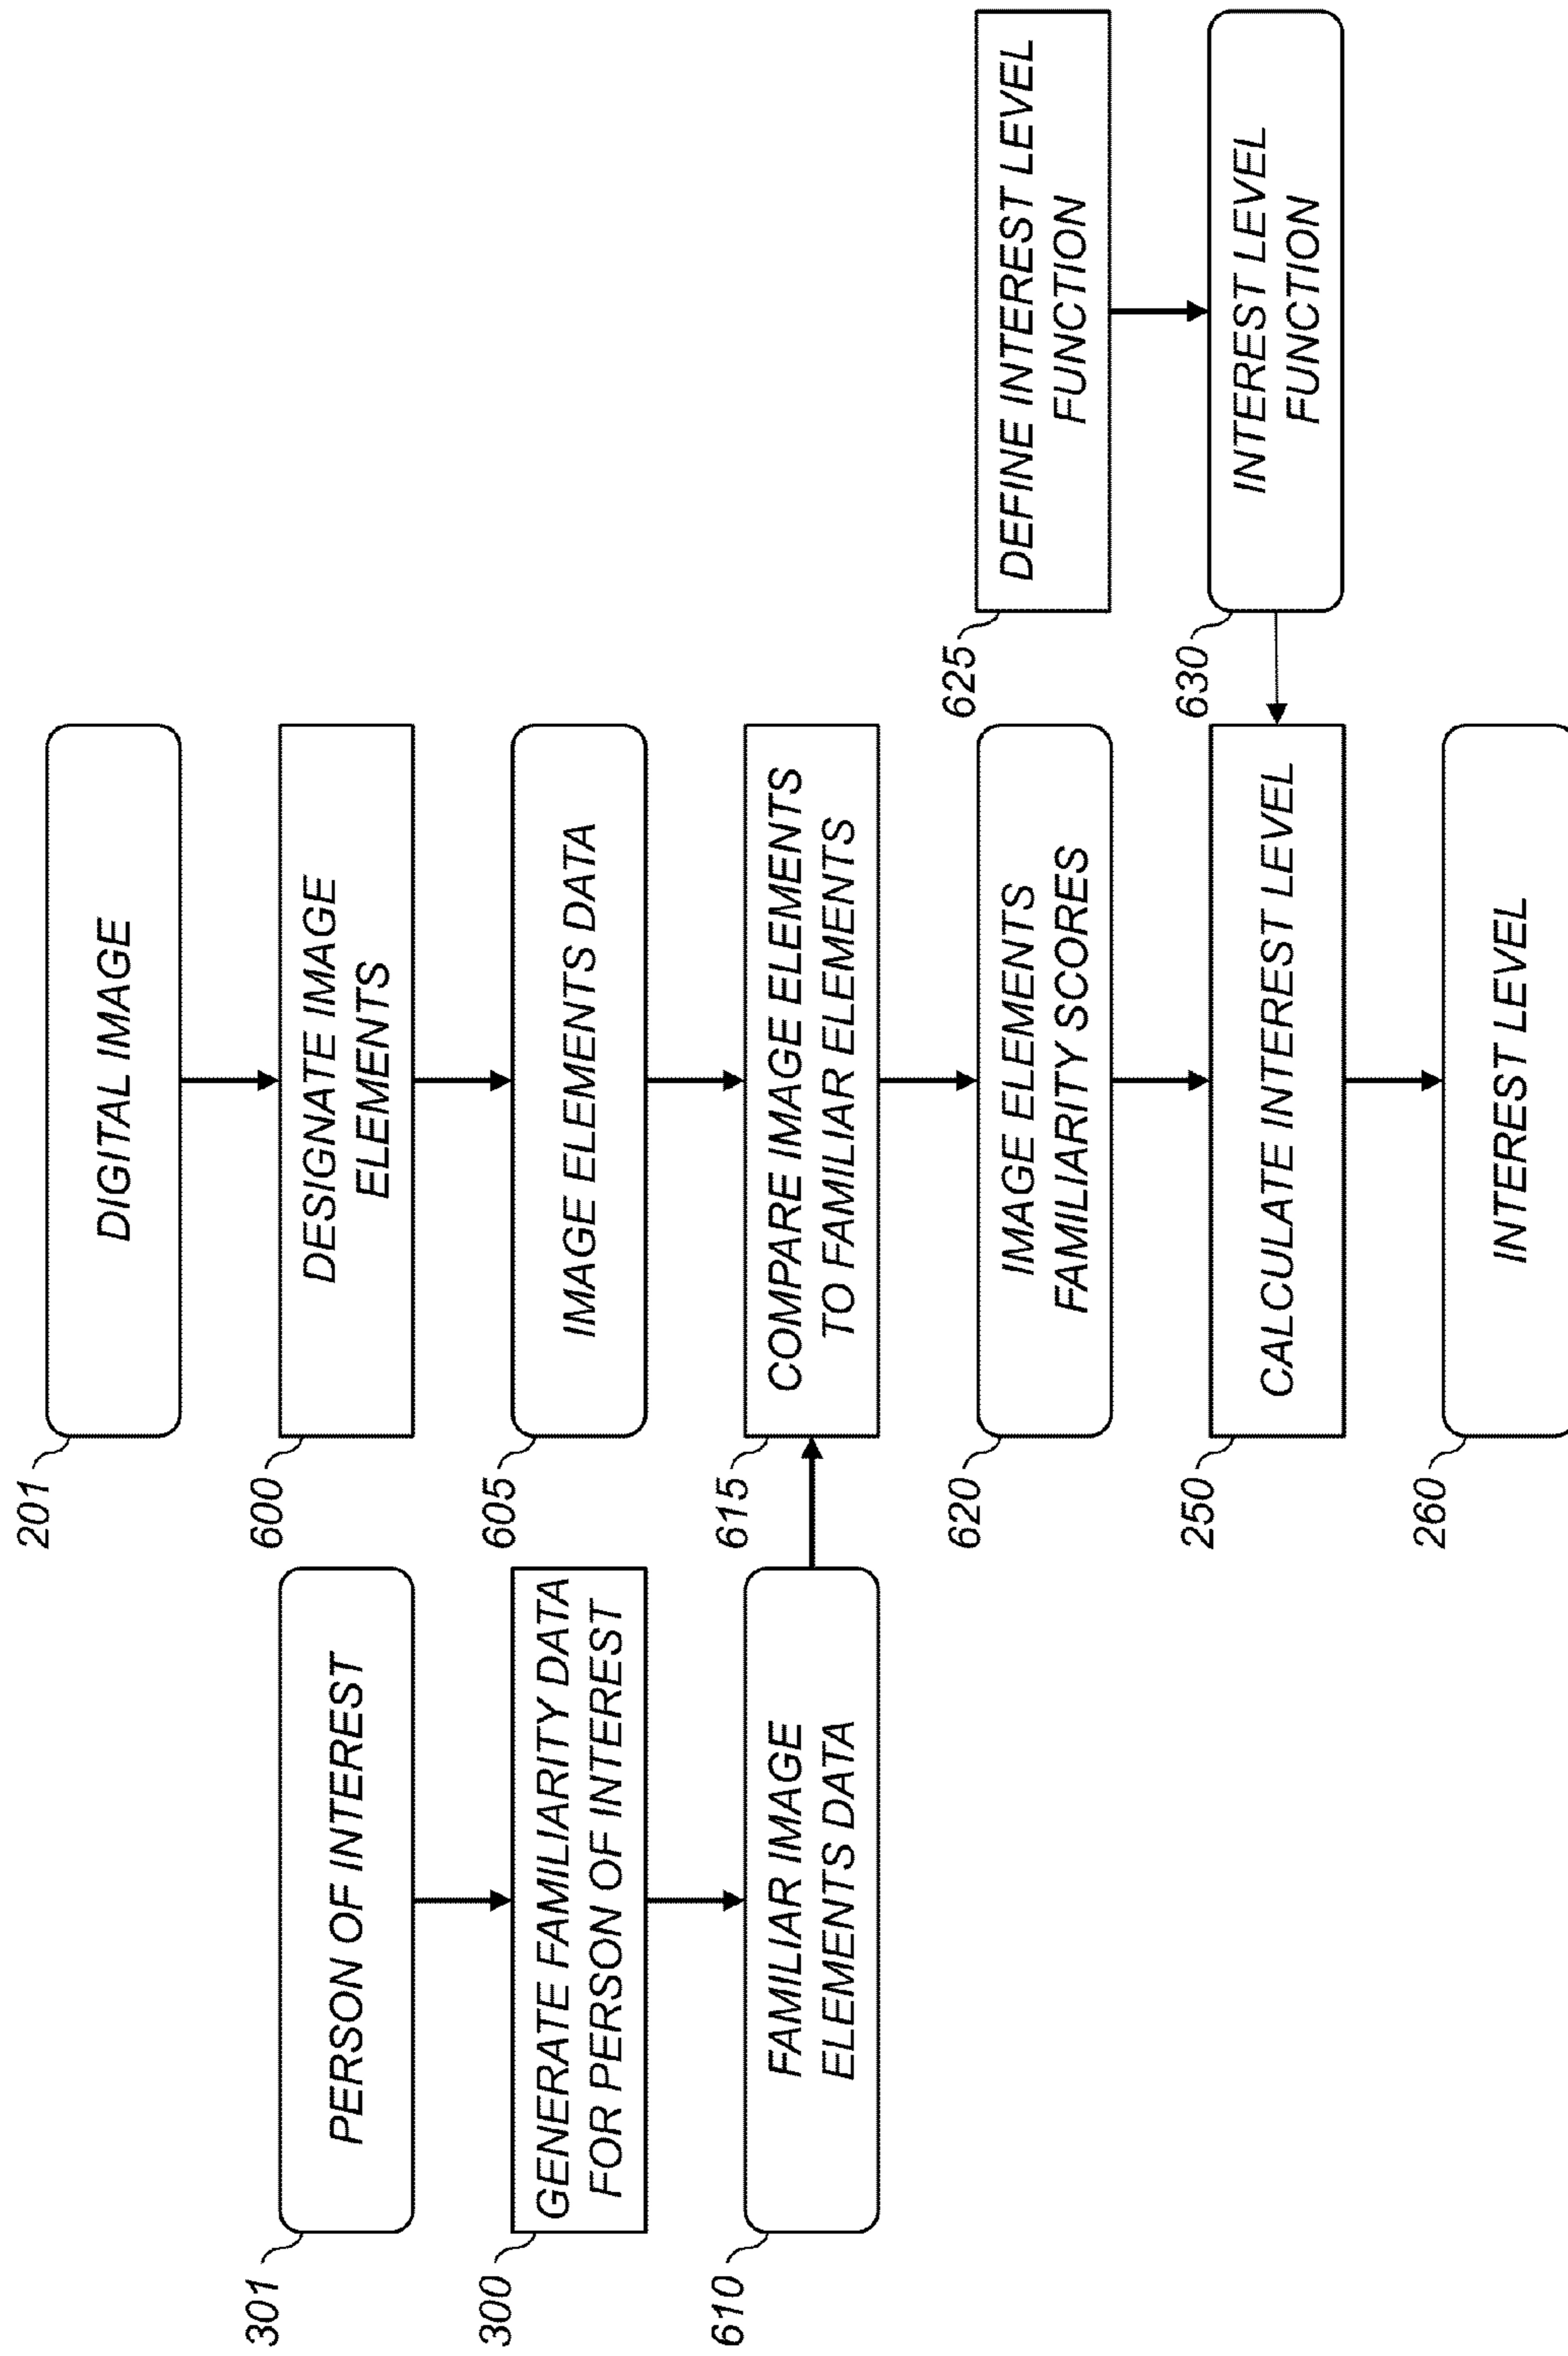 201
DIGITAL IMAGE
301
PERSON OF INTEREST
600
DESIGNATE IMAGE
ELEMENTS
300
GENERATE FAMILIARITY DATA
FOR PERSON OF INTEREST
605
IMAGE ELEMENTS DATA
610
FAMILIAR IMAGE
ELEMENTS DATA
615
COMPARE IMAGE ELEMENTS
TO FAMILIAR ELEMENTS
620
IMAGE ELEMENTS
FAMILIARITY SCORES
625
DEFINE INTEREST LEVEL
FUNCTION
250
CALCULATE INTEREST LEVEL
630
INTEREST LEVEL
FUNCTION
260
INTEREST LEVEL